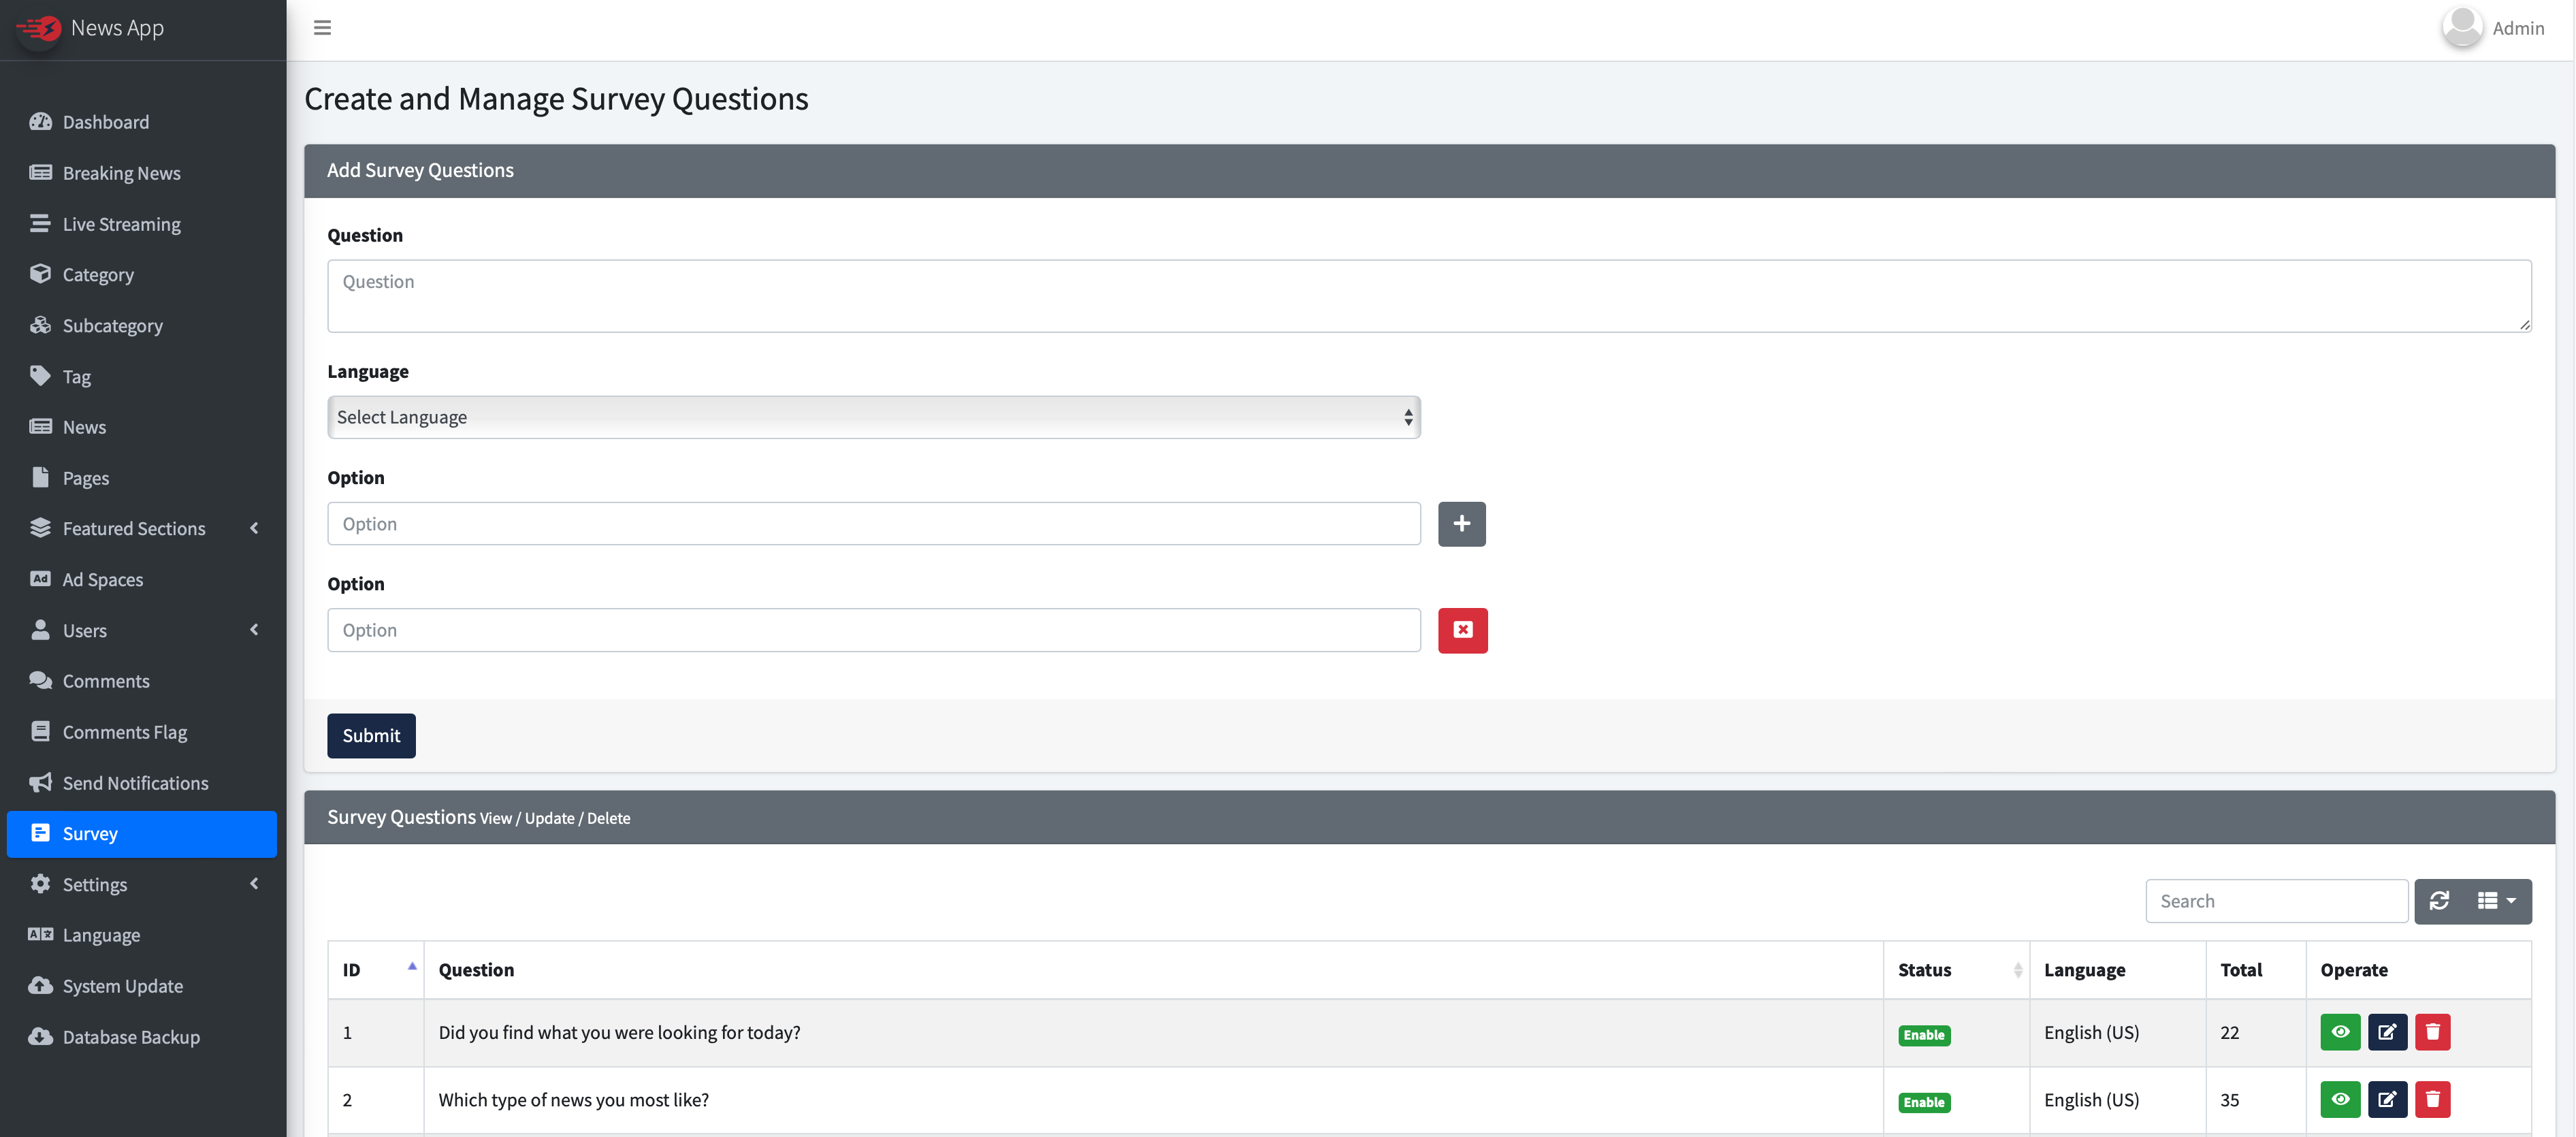 News App
Admin
Dashboard
Breaking News
Live Streaming
Category
Subcategory
Tag
News
Pages
Featured Sections
Ad Spaces
Users
Comments
Comments Flag
Send Notifications
Survey
Settings
Language
System Update
Database Backup
Create and Manage Survey Questions
Add Survey Questions
Question
Question
Language
Select Language
Option
Option
Option
Option
Submit
Survey Questions View / Update / Delete
Search
ID Question Status Language Total Operate
1 Did you find what you were looking for today? Enable English (US) 22
2 Which type of news you most like? Enable English (US) 35